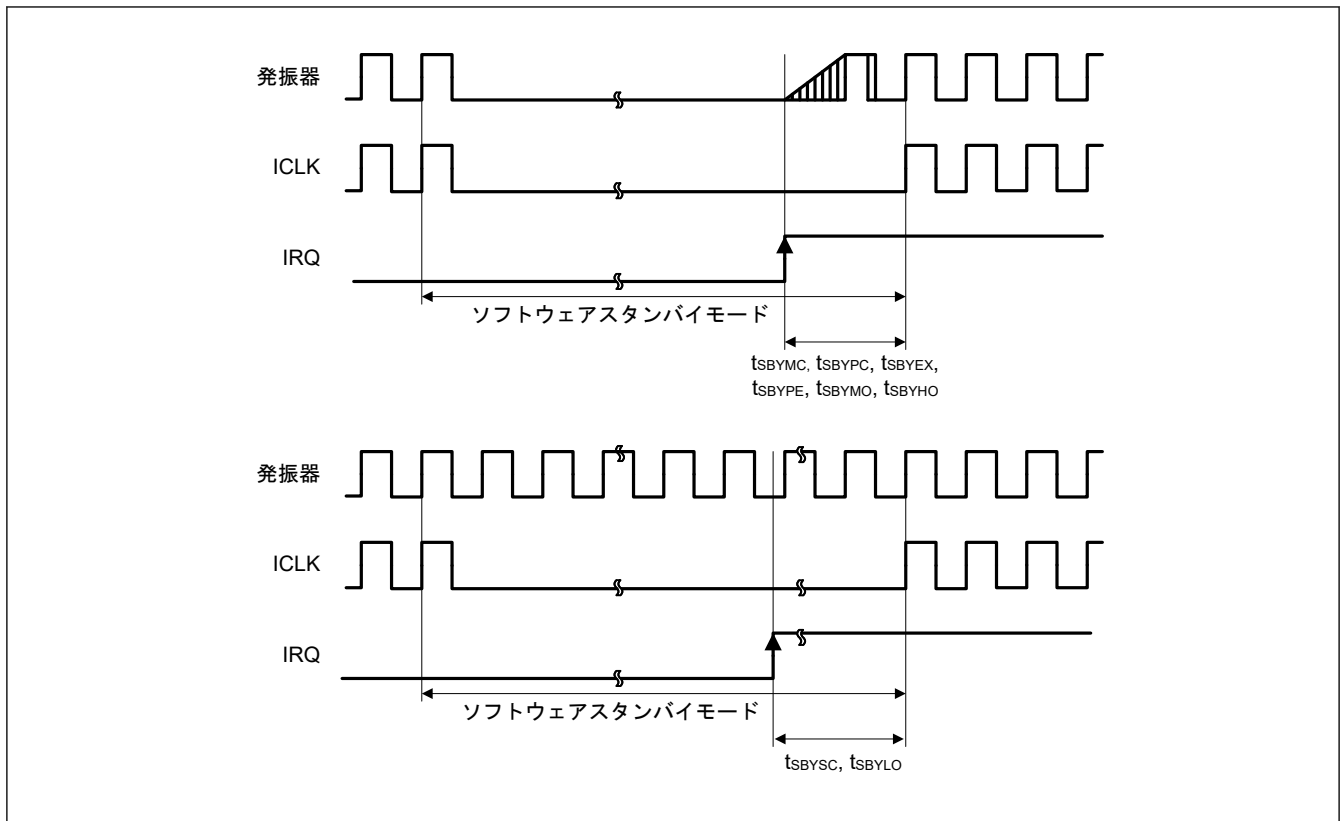 発振器
ICLK
IRQ
ソフトウェアスタンバイモード
tSBYMC, tSBYPC, tSBYEX,
tSBYPE, tSBYMO, tSBYHO
発振器
ICLK
IRQ
ソフトウェアスタンバイモード
tSBYSC, tSBYLO